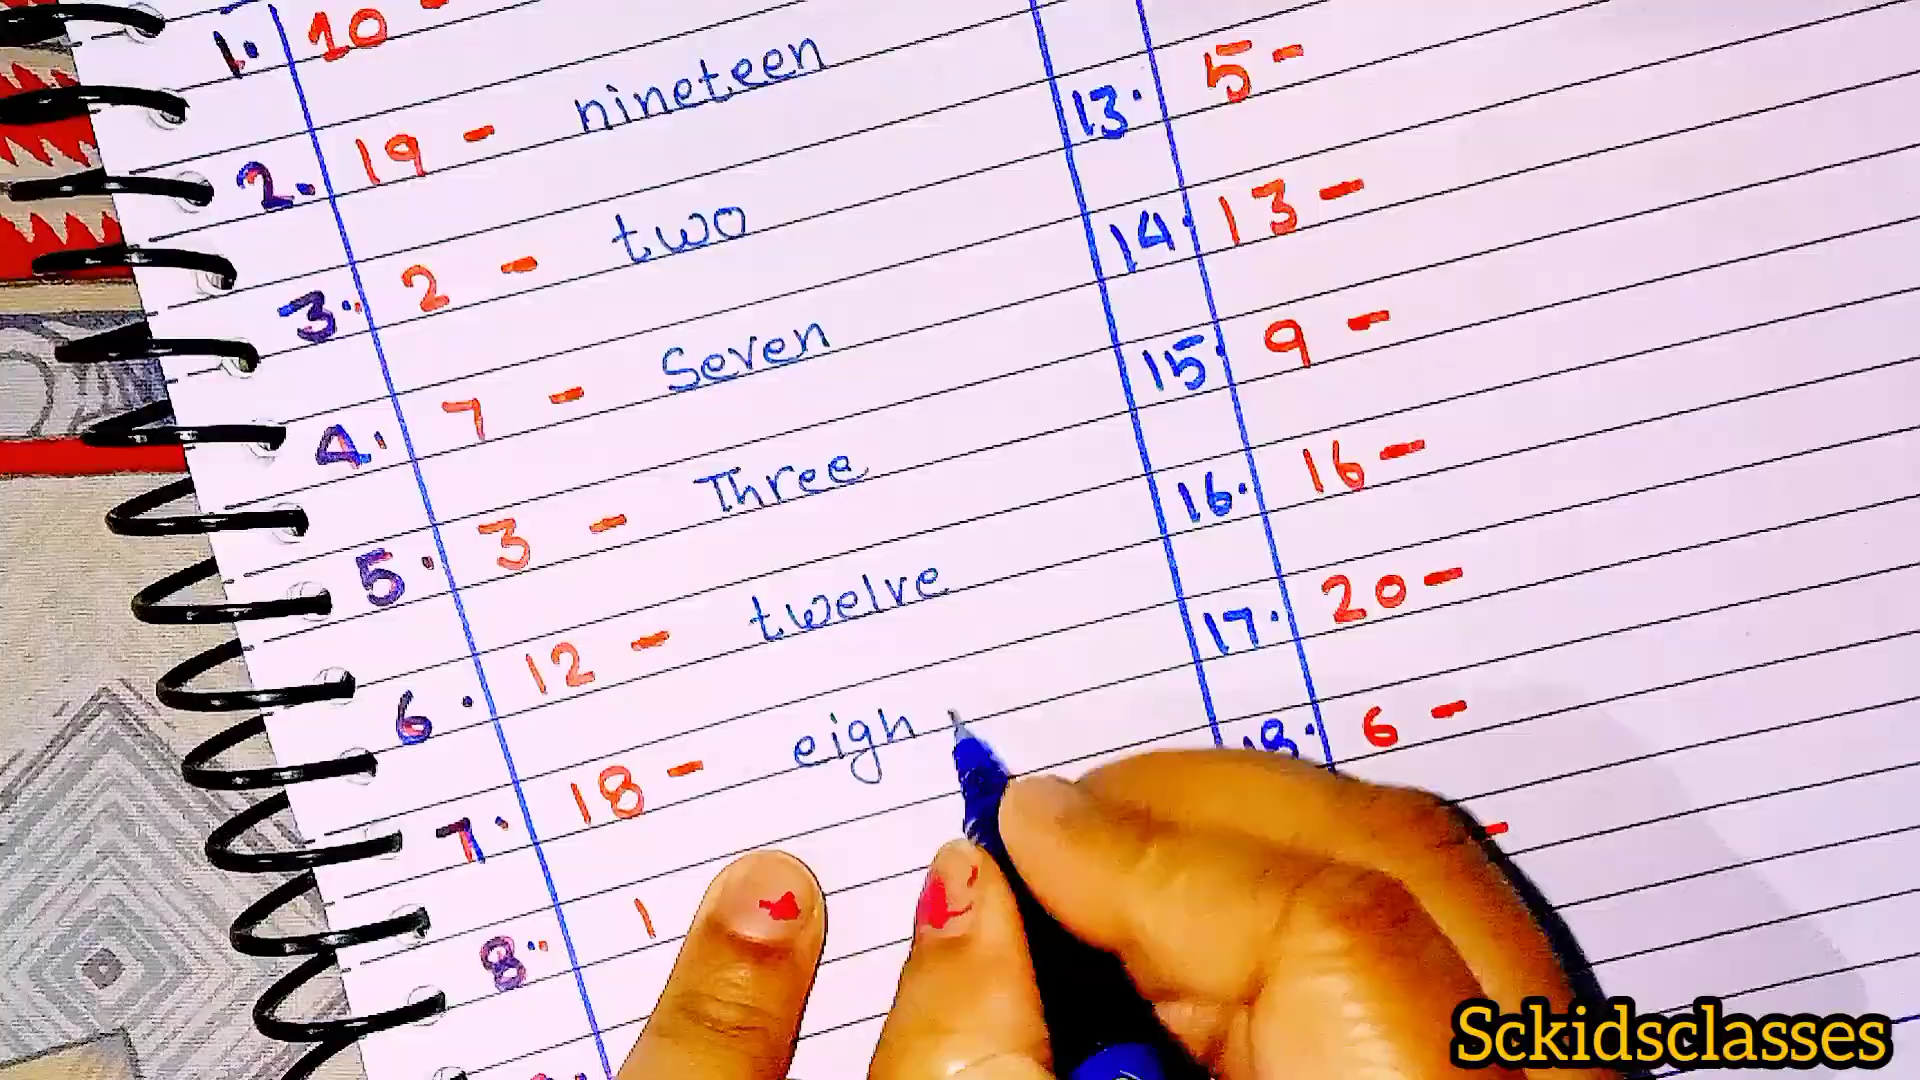 1. 10 -
2. 19 - nineteen
3. 2 - two
4. 7 - Seven
5. 3 - Three
6. 12 - twelve
7. 18 - eigh
8. 1
13. 5 -
14. 13 -
15. 9 -
16. 16 -
17. 20 -
18. 6 -
Sckidsclasses